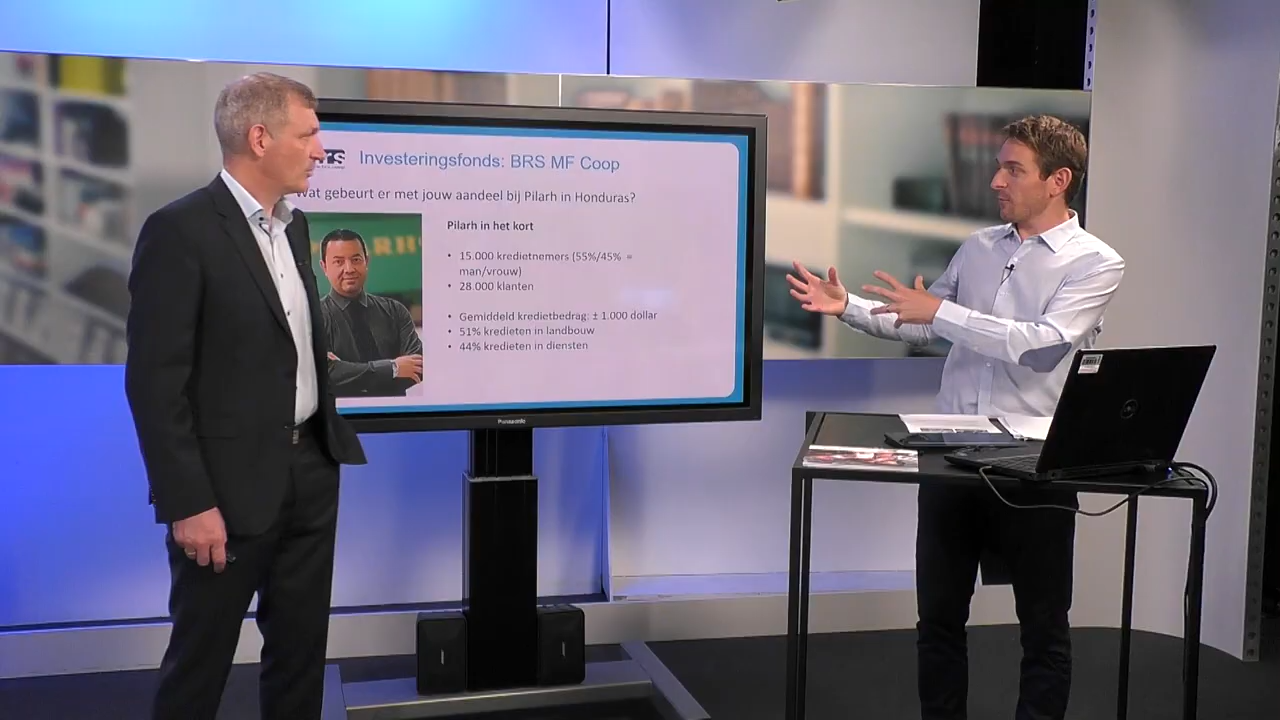 Investeringsfonds: BRS MF Coop
Wat gebeurt er met jouw aandeel bij Pilarh in Honduras?
Pilarh in het kort
• 15.000 kredietnemers (55%/45% =
man/vrouw)
• 28.000 klanten
• Gemiddeld kredietbedrag: ± 1.000 dollar
• 51% kredieten in landbouw
• 44% kredieten in diensten
Panasonic